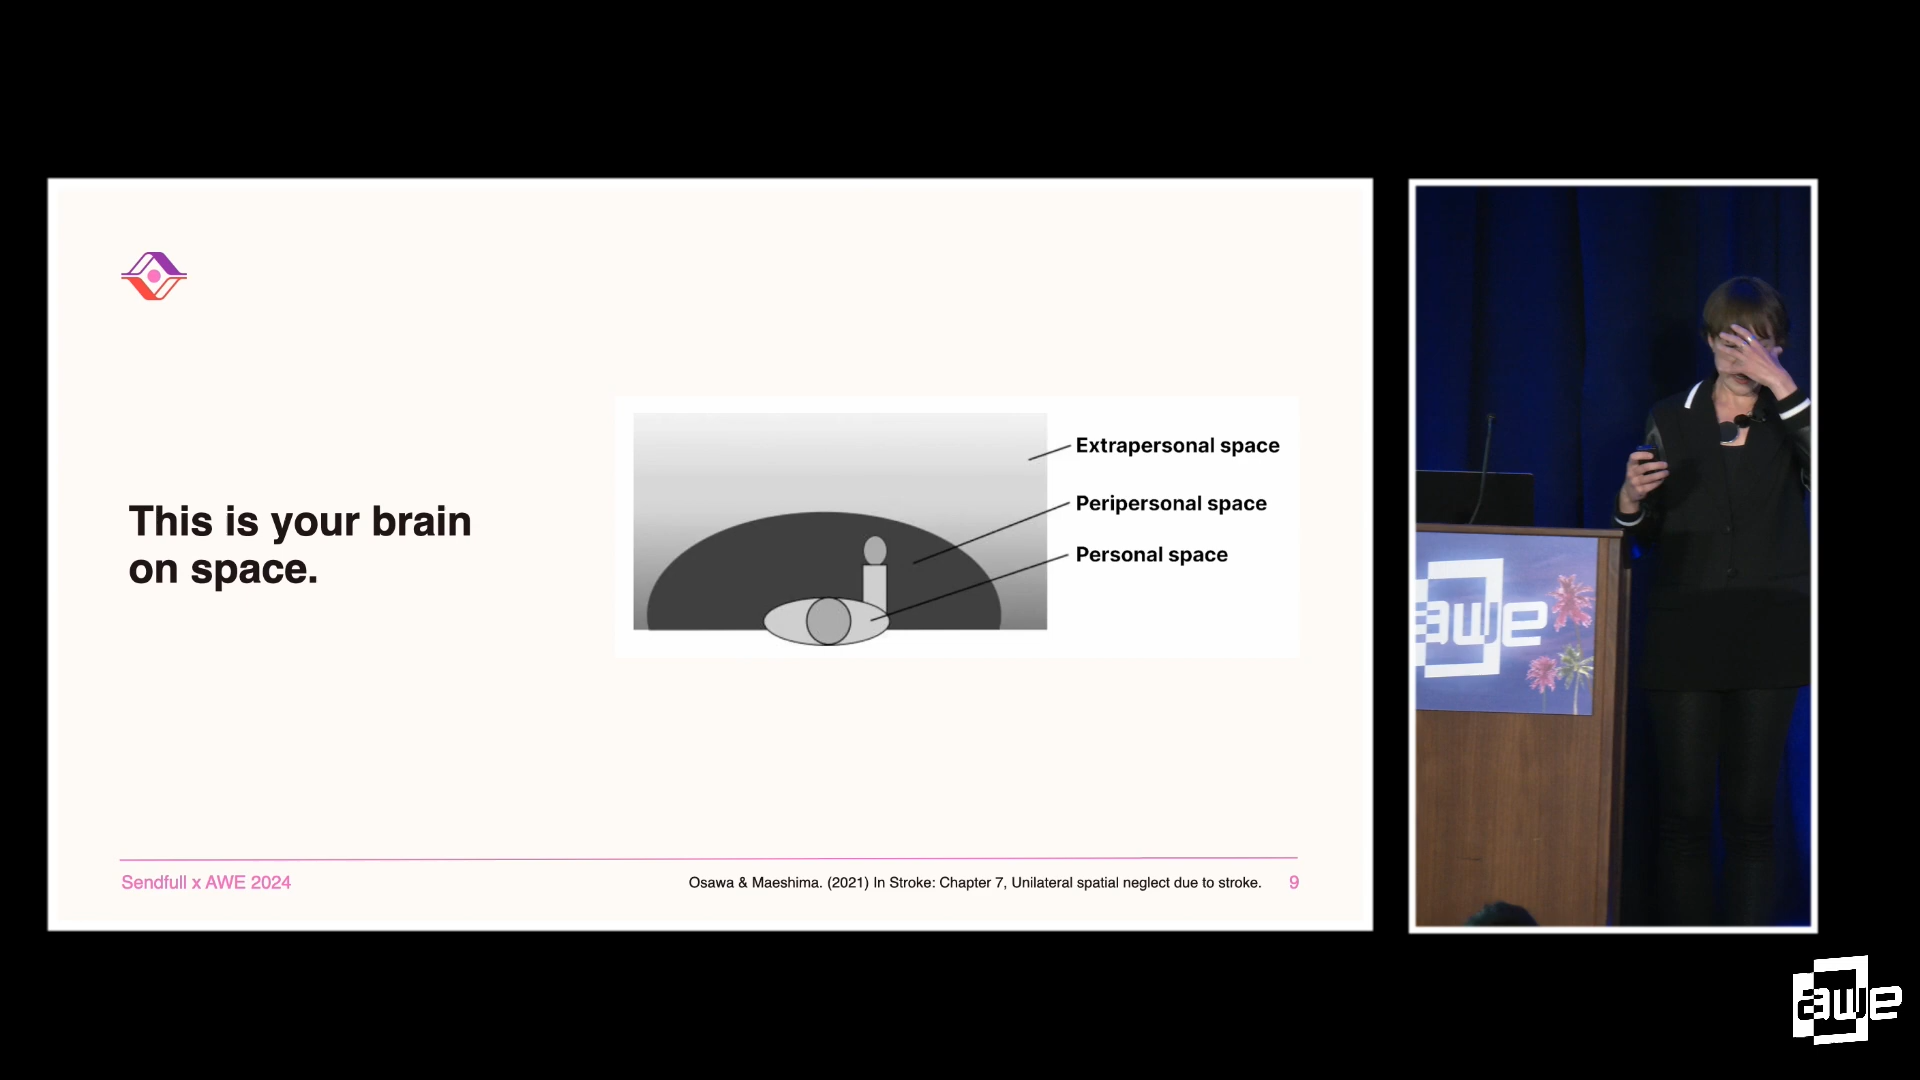 This is your brain
on space.
Extrapersonal space
Peripersonal space
Personal space
Sendfull x AWE 2024
Osawa & Maeshima. (2021) In Stroke: Chapter 7, Unilateral spatial neglect due to stroke.
9
awe
awe